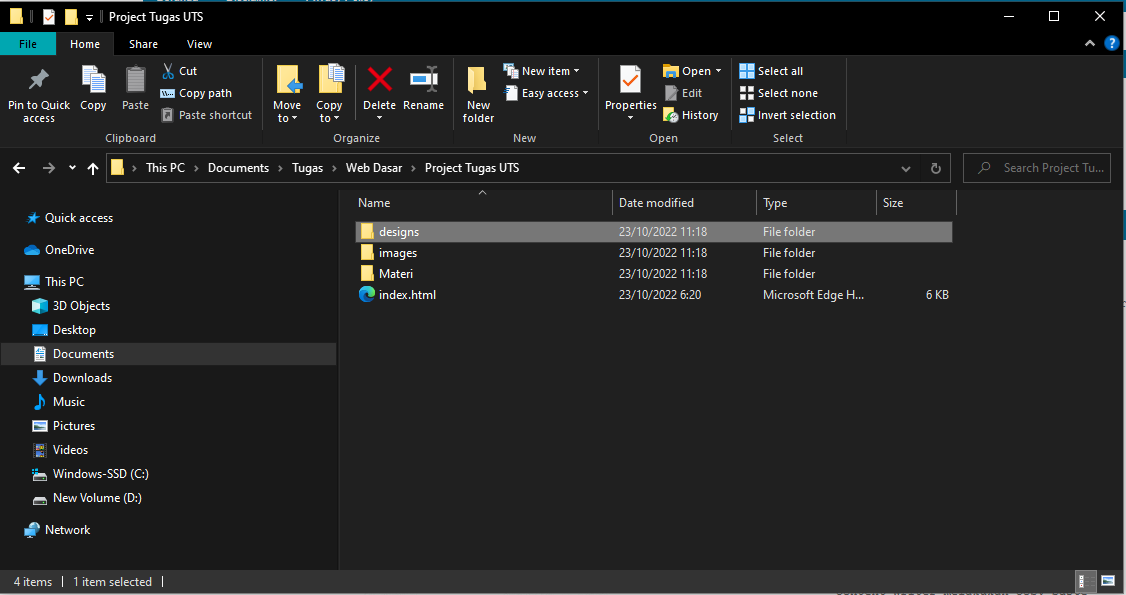 Project Tugas UTS
File Home Share View
Pin to Quick access
Copy
Paste
Cut
Copy path
Paste shortcut
Clipboard
Move to
Copy to
Delete
Rename
Organize
New folder
New item
Easy access
New
Properties
Open
Edit
History
Open
Select all
Select none
Invert selection
Select
This PC > Documents > Tugas > Web Dasar > Project Tugas UTS
Search Project Tu...
Quick access
OneDrive
This PC
3D Objects
Desktop
Documents
Downloads
Music
Pictures
Videos
Windows-SSD (C:)
New Volume (D:)
Network
Name Date modified Type Size
designs 23/10/2022 11:18 File folder
images 23/10/2022 11:18 File folder
Materi 23/10/2022 11:18 File folder
index.html 23/10/2022 6:20 Microsoft Edge H... 6 KB
4 items 1 item selected